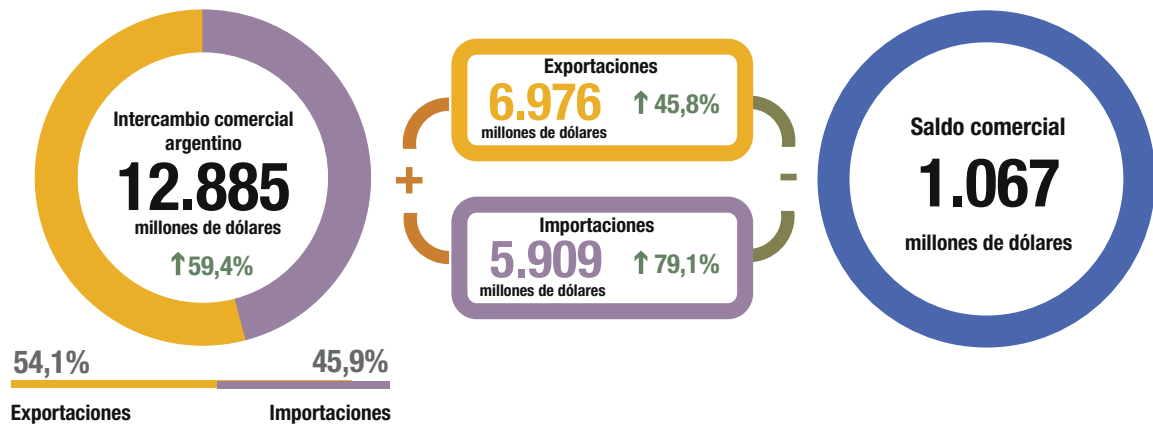 Intercambio comercial
argentino
12.885
millones de dólares
↑59,4%
54,1%
45,9%
Exportaciones
Importaciones
+
Exportaciones
6.976
↑ 45,8%
millones de dólares
Importaciones
5.909
↑ 79,1%
millones de dólares
-
Saldo comercial
1.067
millones de dólares